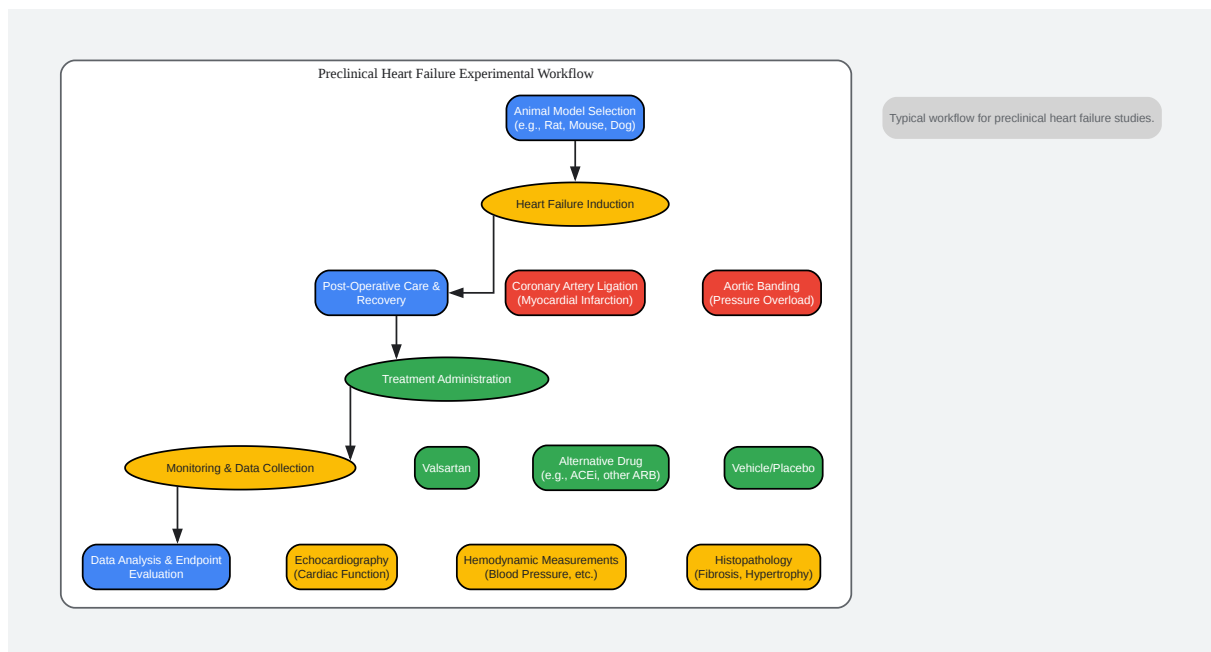 Preclinical Heart Failure Experimental Workflow
Animal Model Selection
(e.g., Rat, Mouse, Dog)
Typical workflow for preclinical heart failure studies.
Heart Failure Induction
Post-Operative Care &
Recovery
Coronary Artery Ligation
(Myocardial Infarction)
Aortic Banding
(Pressure Overload)
Treatment Administration
Monitoring & Data Collection
Valsartan
Alternative Drug
(e.g., ACEi, other ARB)
Vehicle/Placebo
Data Analysis & Endpoint
Evaluation
Echocardiography
(Cardiac Function)
Hemodynamic Measurements
(Blood Pressure, etc.)
Histopathology
(Fibrosis, Hypertrophy)